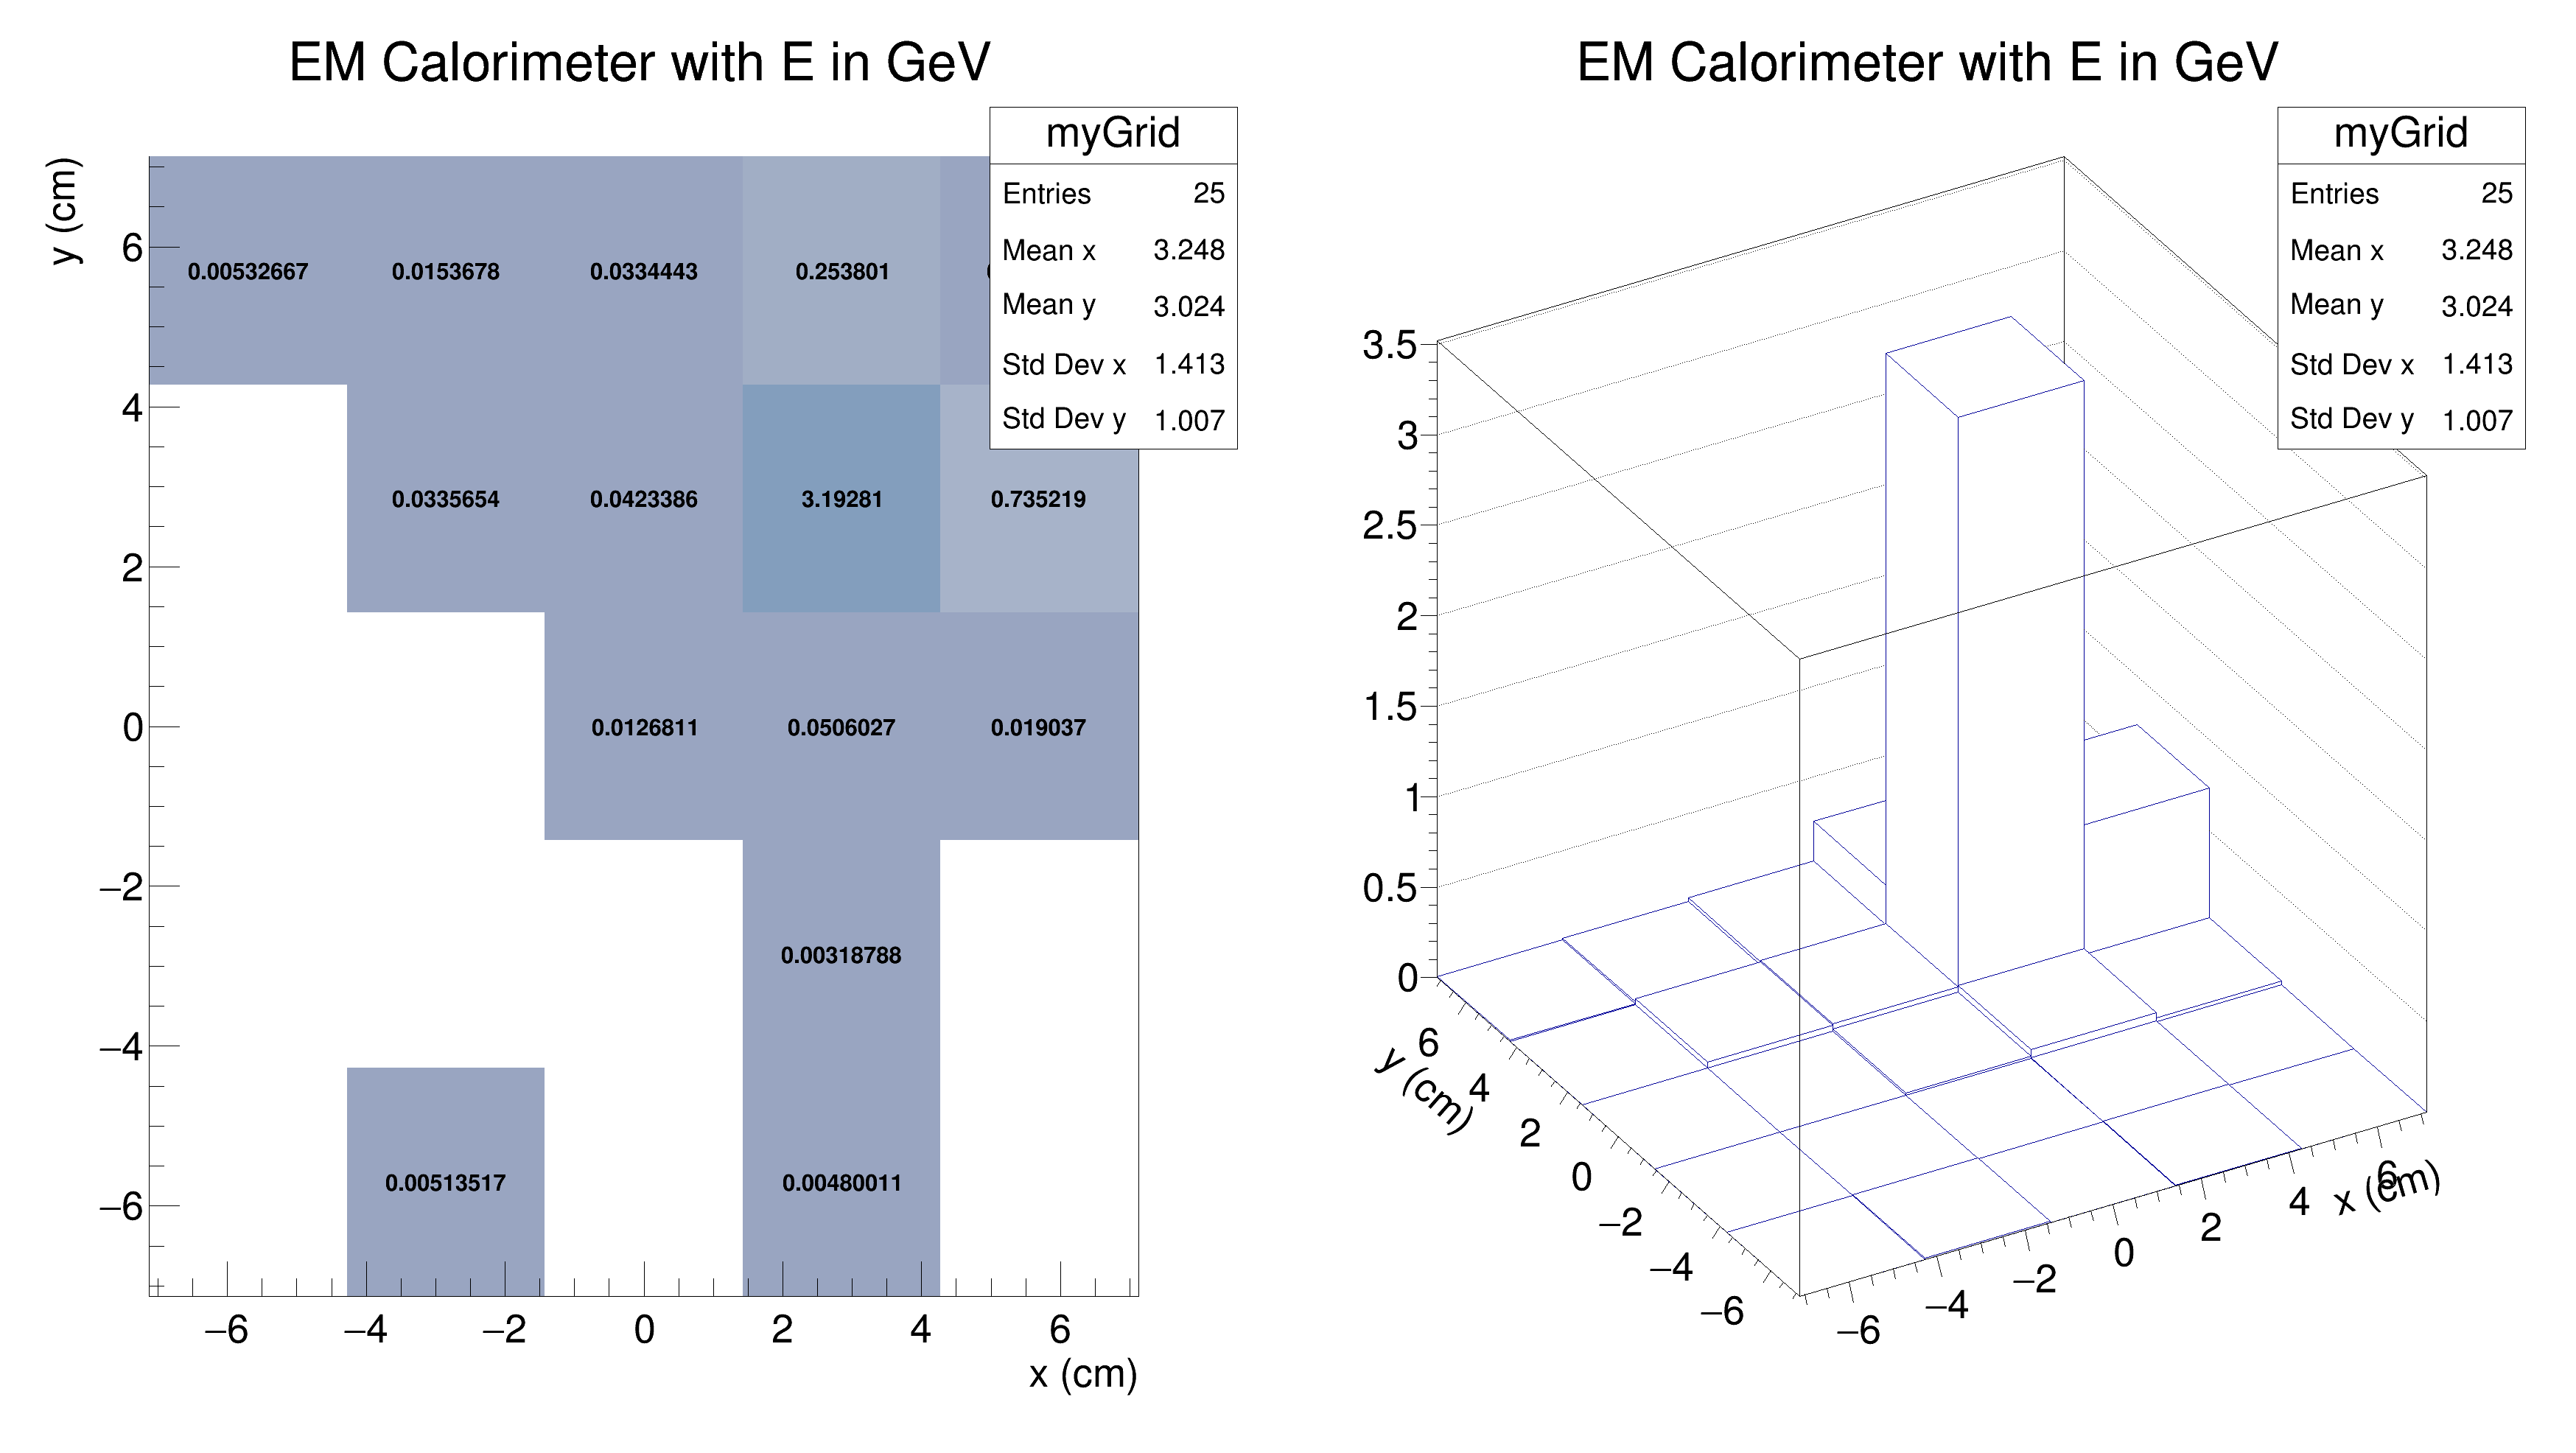 EM Calorimeter with E in GeV
myGrid
Entries 25
Mean x 3.248
Mean y 3.024
Std Dev x 1.413
Std Dev y 1.007
y (cm)
6
4
2
0
−2
−4
−6
0.00532667 0.0153678 0.0334443 0.253801
0.0335654 0.0423386 3.19281 0.735219
0.0126811 0.0506027 0.019037
0.00318788
0.00513517 0.00480011
−6 −4 −2 0 2 4 6
x (cm)
EM Calorimeter with E in GeV
myGrid
Entries 25
Mean x 3.248
Mean y 3.024
Std Dev x 1.413
Std Dev y 1.007
3.5
3
2.5
2
1.5
1
0.5
0
6
4
2
0
−2
−4
−6
y (cm)
−6
−4
−2
0
2
4
6
x (cm)